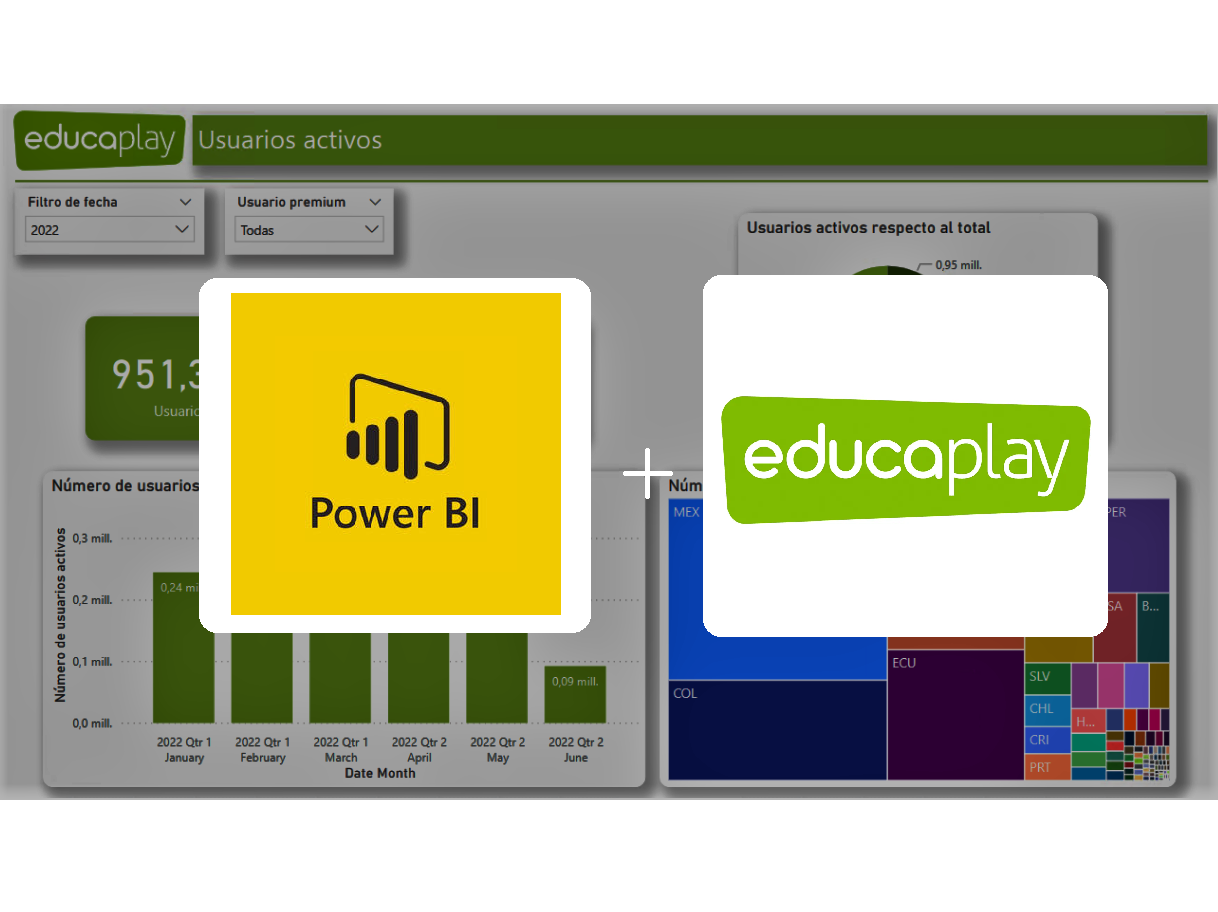 educaplay
Usuarios activos
Filtro de fecha
2022
Usuario premium
Todas
Usuarios activos respecto al total
0,95 mill.
951,3
Usuario
Power BI
educaplay
Número de usuarios
Número de usuarios activos
0,3 mill.
0,2 mill.
0,1 mill.
0,0 mill.
0,24 mi
0,09 mill.
2022 Qtr 1
January
2022 Qtr 1
February
2022 Qtr 1
March
2022 Qtr 2
April
2022 Qtr 2
May
2022 Qtr 2
June
Date Month
Núm
MEX
COL
ECU
PER
SA
B...
SLV
CHL
CRI
PRT
H...